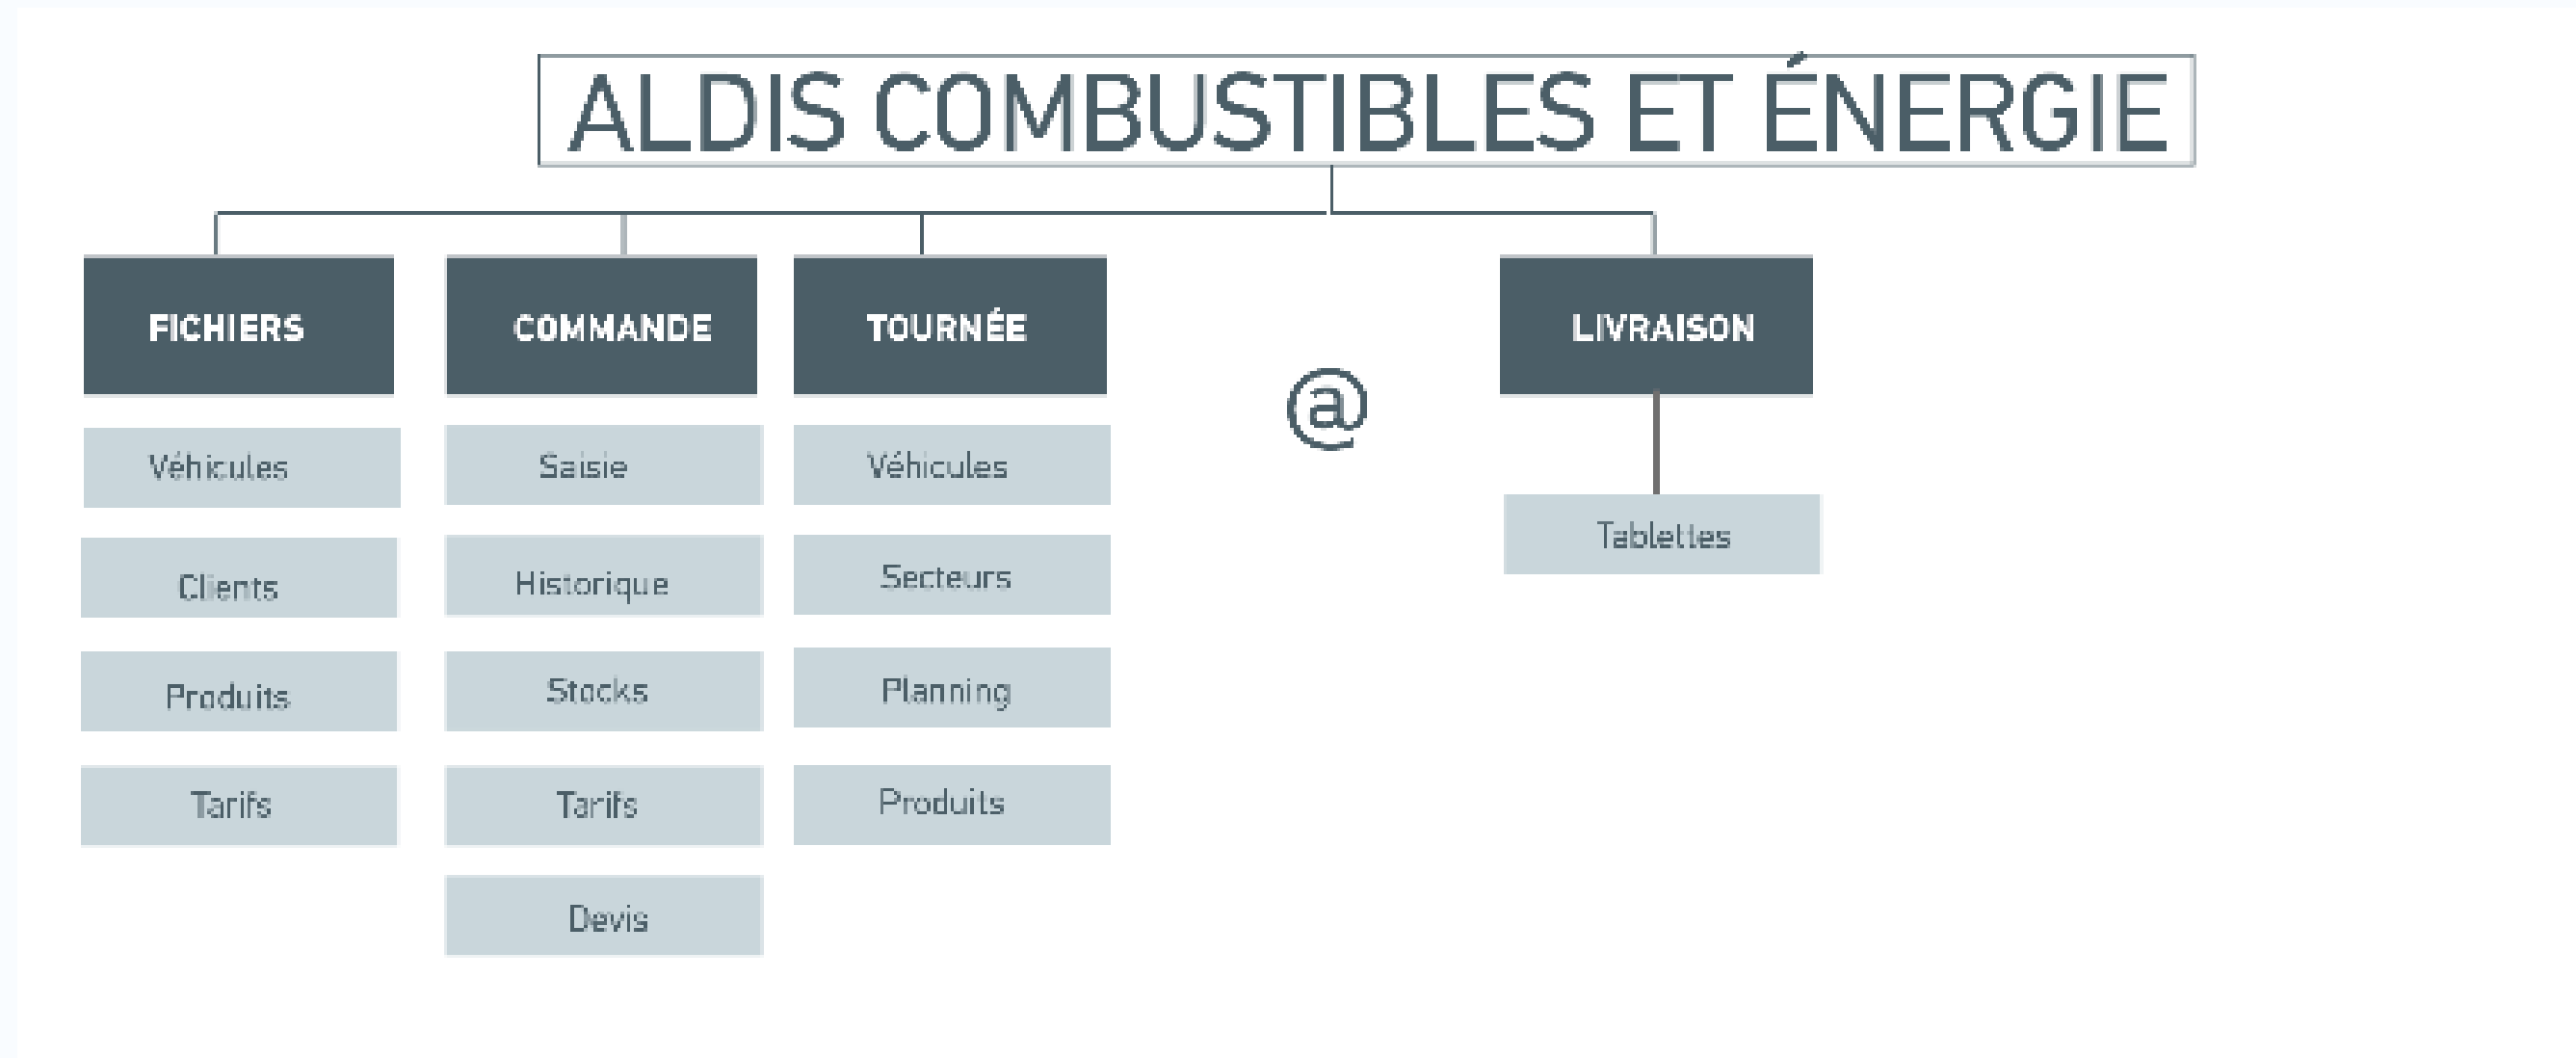 ALDIS COMBUSTIBLES ET ÉNERGIE
FICHIERS
Véhicules
Clients
Produits
Tarifs
COMMANDE
Saisie
Historique
Stocks
Tarifs
Devis
TOURNÉE
Véhicules
Secteurs
Planning
Produits
@
LIVRAISON
Tablettes